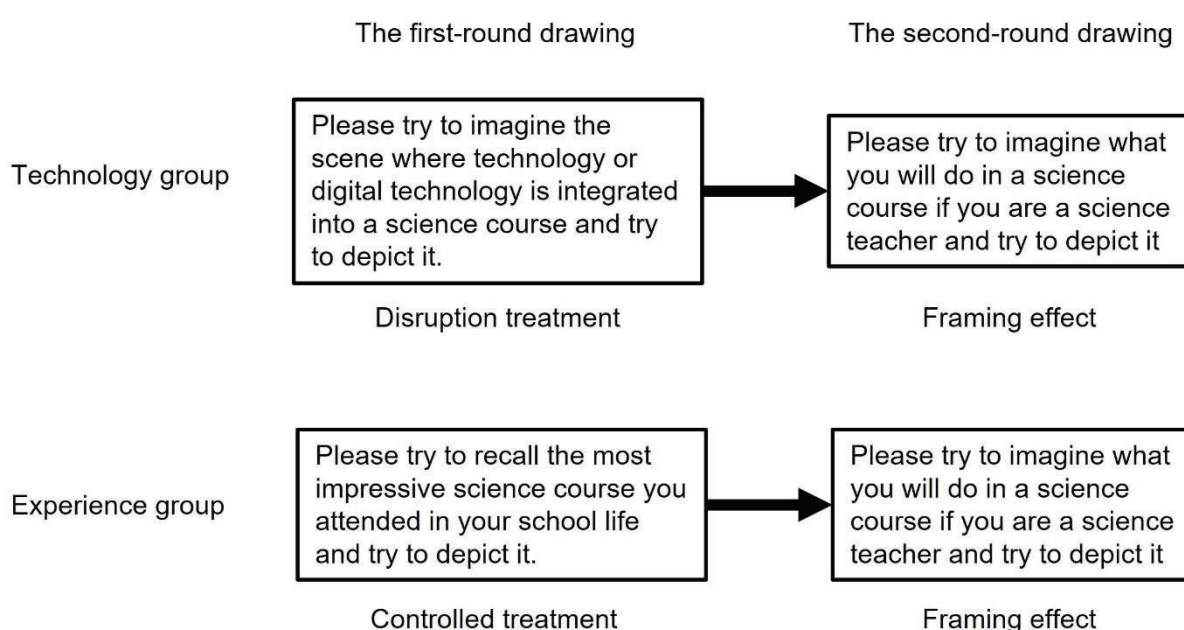 The first-round drawing
The second-round drawing
Technology group
Please try to imagine the
scene where technology or
digital technology is integrated
into a science course and try
to depict it.
Please try to imagine what
you will do in a science
course if you are a science
teacher and try to depict it
Disruption treatment
Framing effect
Experience group
Please try to recall the most
impressive science course you
attended in your school life
and try to depict it.
Please try to imagine what
you will do in a science
course if you are a science
teacher and try to depict it
Controlled treatment
Framing effect